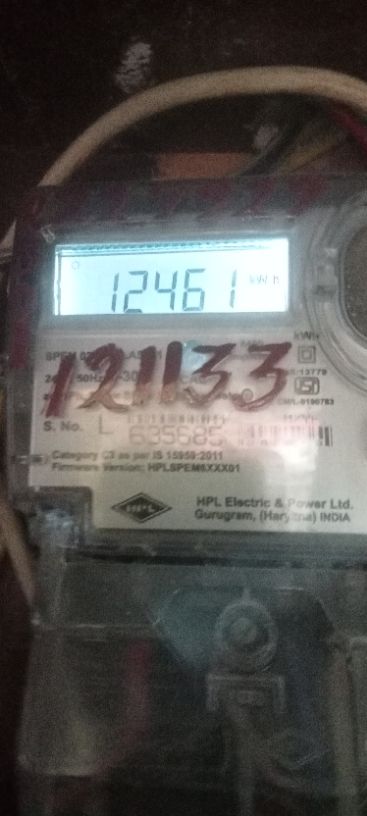 12461 kWh
kWh
121133
S. No. L
635685
Category C3 as per IS 15959:2011
Firmware Version: HPLSPEM6XXX01
HPL
HPL Electric & Power Ltd.
Gurugram, (Haryana) INDIA